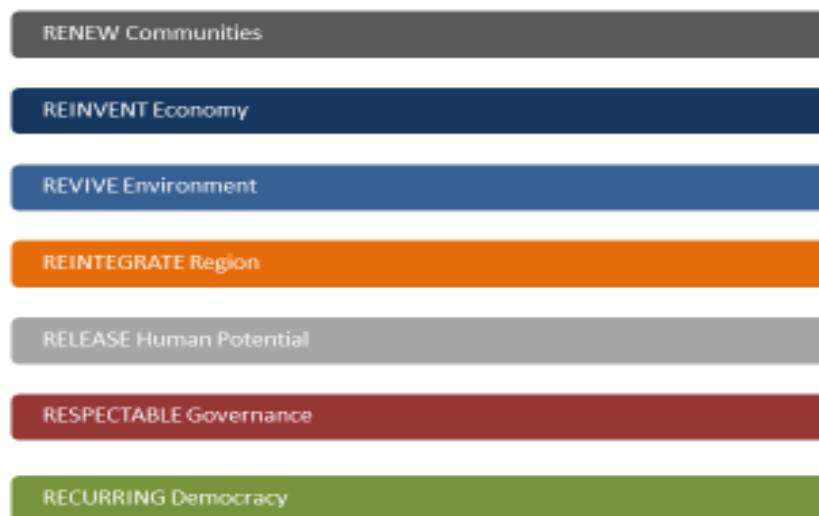 RENEW Communities
REINVENT Economy
REVIVE Environment
REINTEGRATE Region
RELEASE Human Potential
RESPECTABLE Governance
RECURRING Democracy